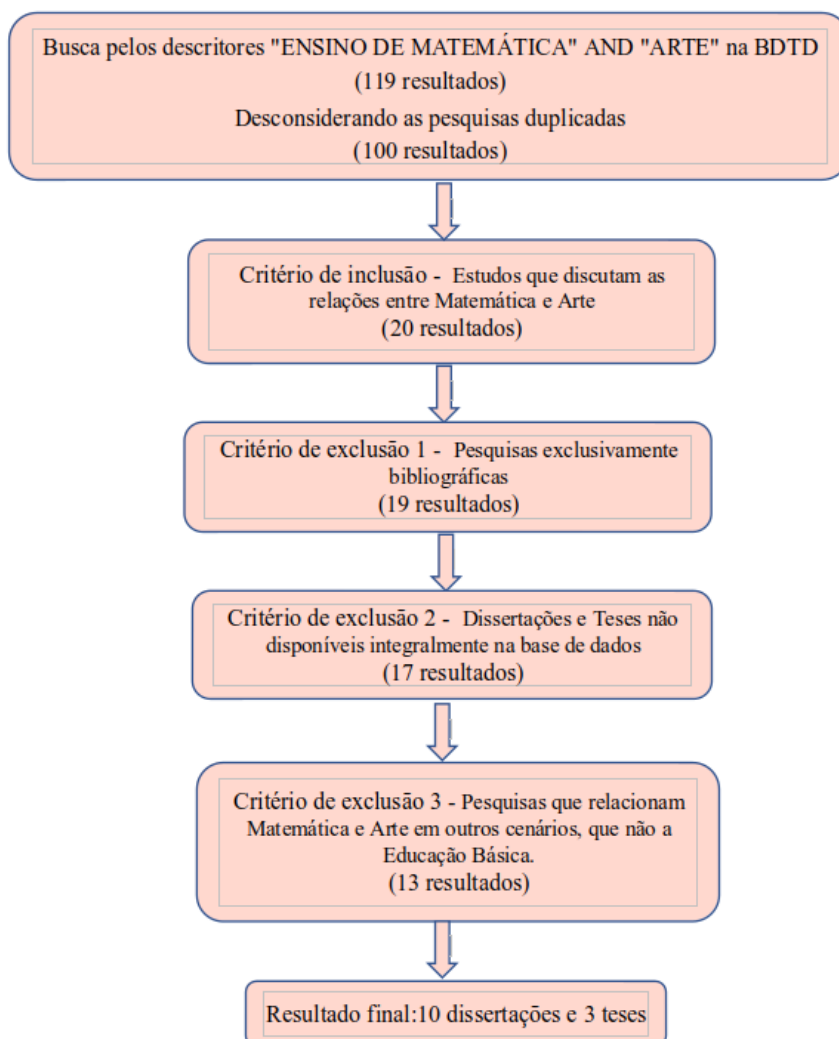 Busca pelos descritores "ENSINO DE MATEMÁTICA" AND "ARTE" na BDTD
(119 resultados)
Desconsiderando as pesquisas duplicadas
(100 resultados)
Critério de inclusão - Estudos que discutam as
relações entre Matemática e Arte
(20 resultados)
Critério de exclusão 1 - Pesquisas exclusivamente
bibliográficas
(19 resultados)
Critério de exclusão 2 - Dissertações e Teses não
disponíveis integralmente na base de dados
(17 resultados)
Critério de exclusão 3 - Pesquisas que relacionam
Matemática e Arte em outros cenários, que não a
Educação Básica.
(13 resultados)
Resultado final:10 dissertações e 3 teses